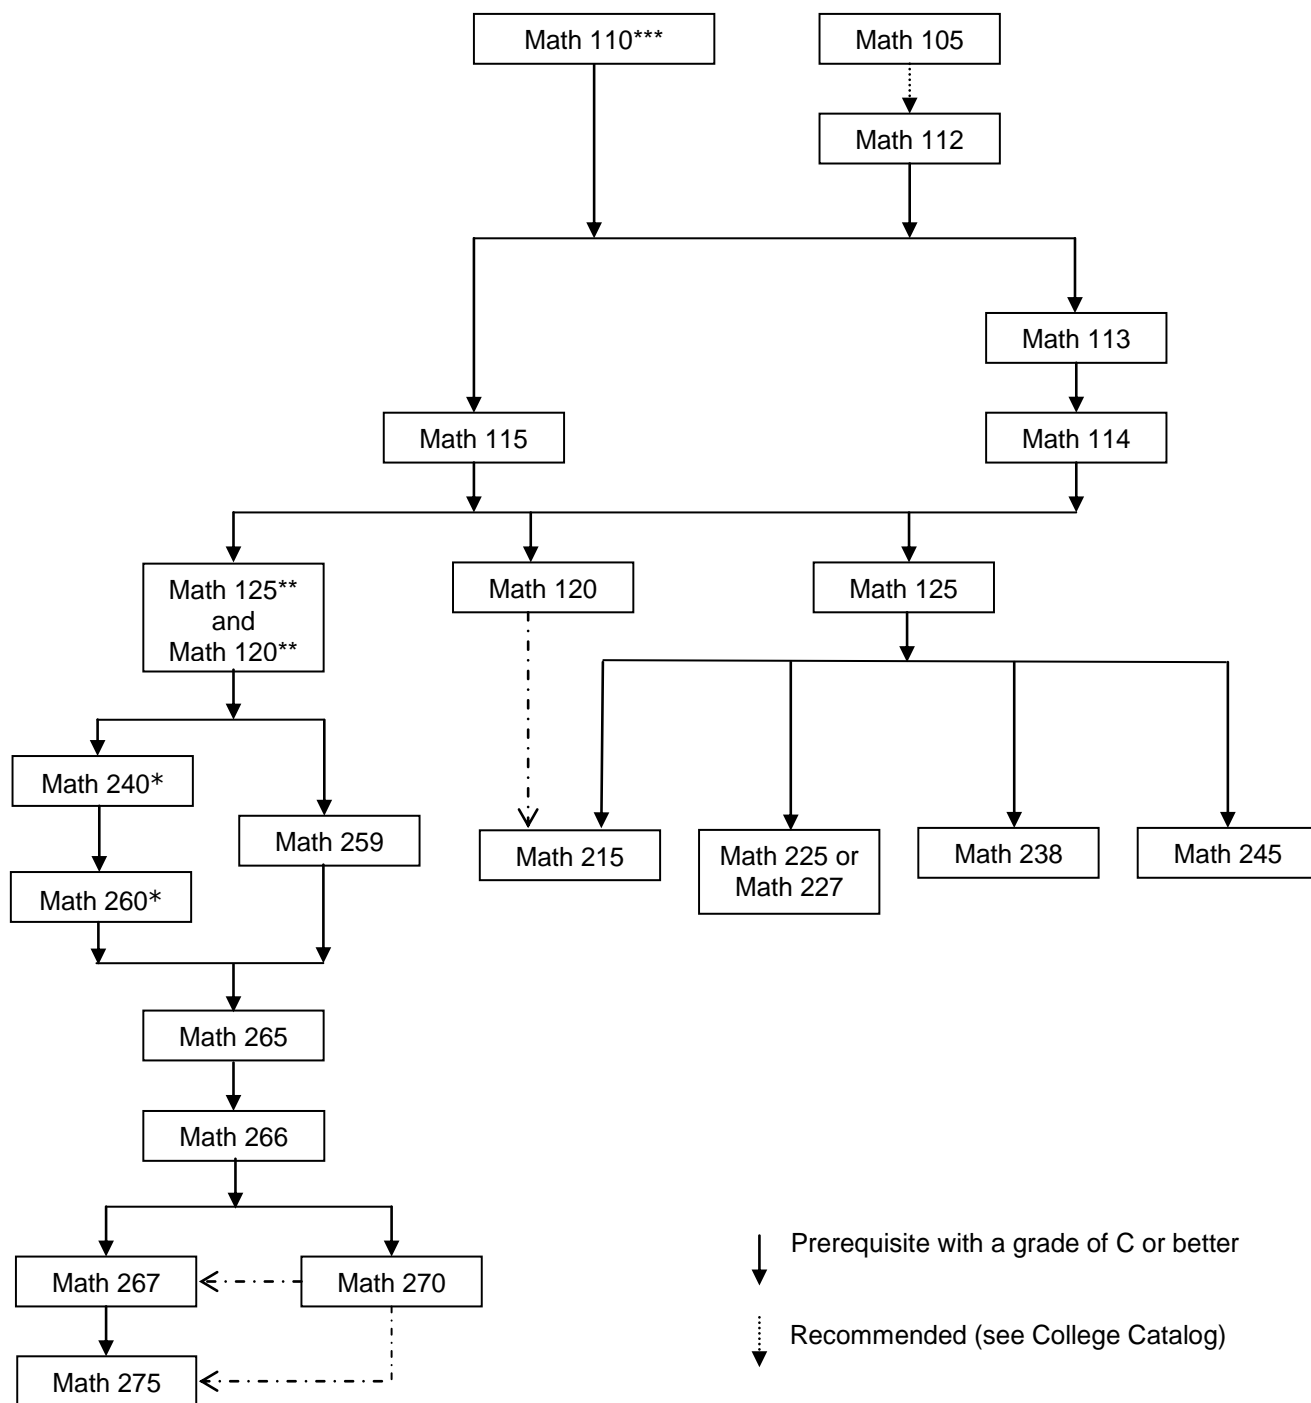 Math 110***
Math 105
Math 112
Math 113
Math 115
Math 114
Math 125**
and
Math 120**
Math 120
Math 125
Math 240*
Math 259
Math 215
Math 225 or
Math 227
Math 238
Math 245
Math 260*
Math 265
Math 266
Math 267
Math 270
Prerequisite with a grade of C or better
Recommended (see College Catalog)
Math 275